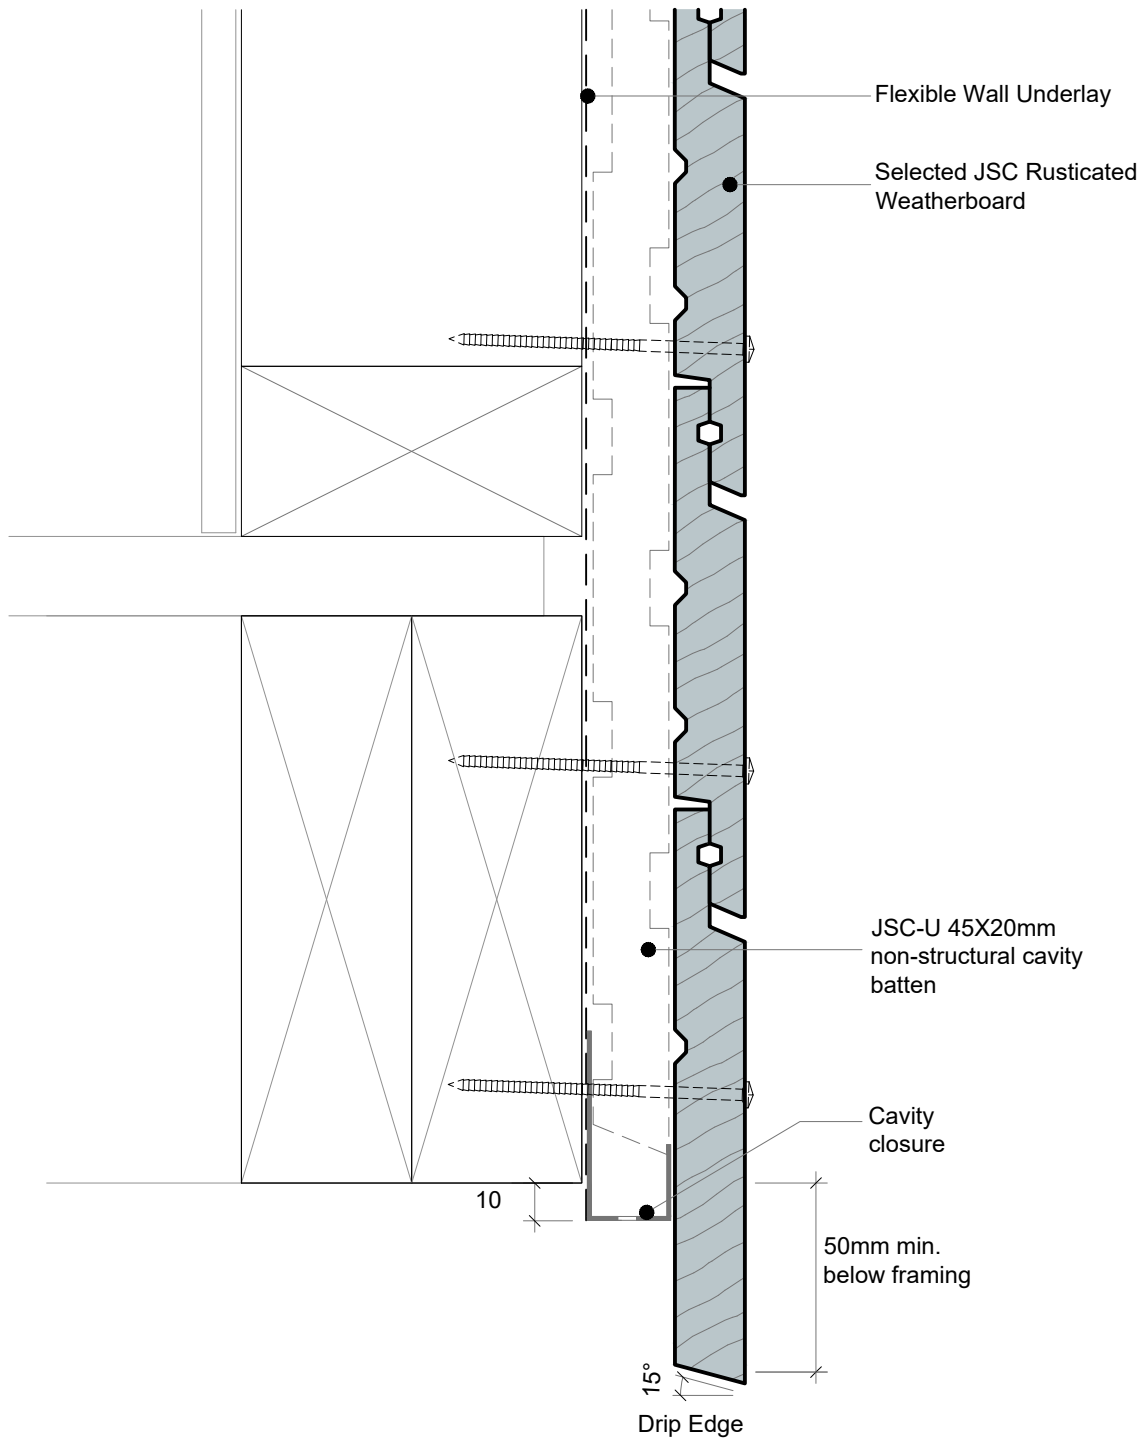 Flexible Wall Underlay
Selected JSC Rusticated
Weatherboard
JSC-U 45X20mm
non-structural cavity
batten
Cavity
closure
10
50mm min.
below framing
15°
Drip Edge